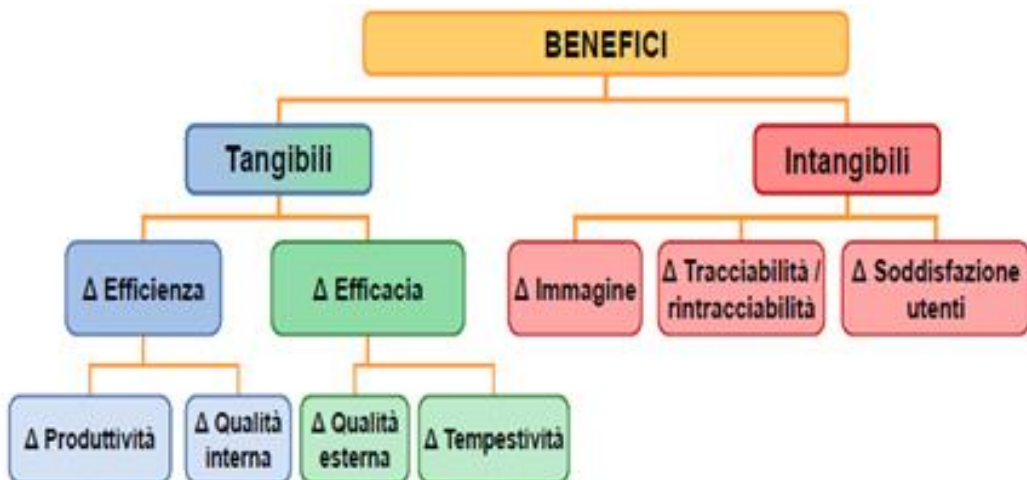 BENEFICI
Tangibili
Intangibili
Δ Efficienza
Δ Efficacia
Δ Immagine
Δ Tracciabilità /
rintracciabilità
Δ Soddisfazione
utenti
Δ Produttività
Δ Qualità
interna
Δ Qualità
esterna
Δ Tempestività